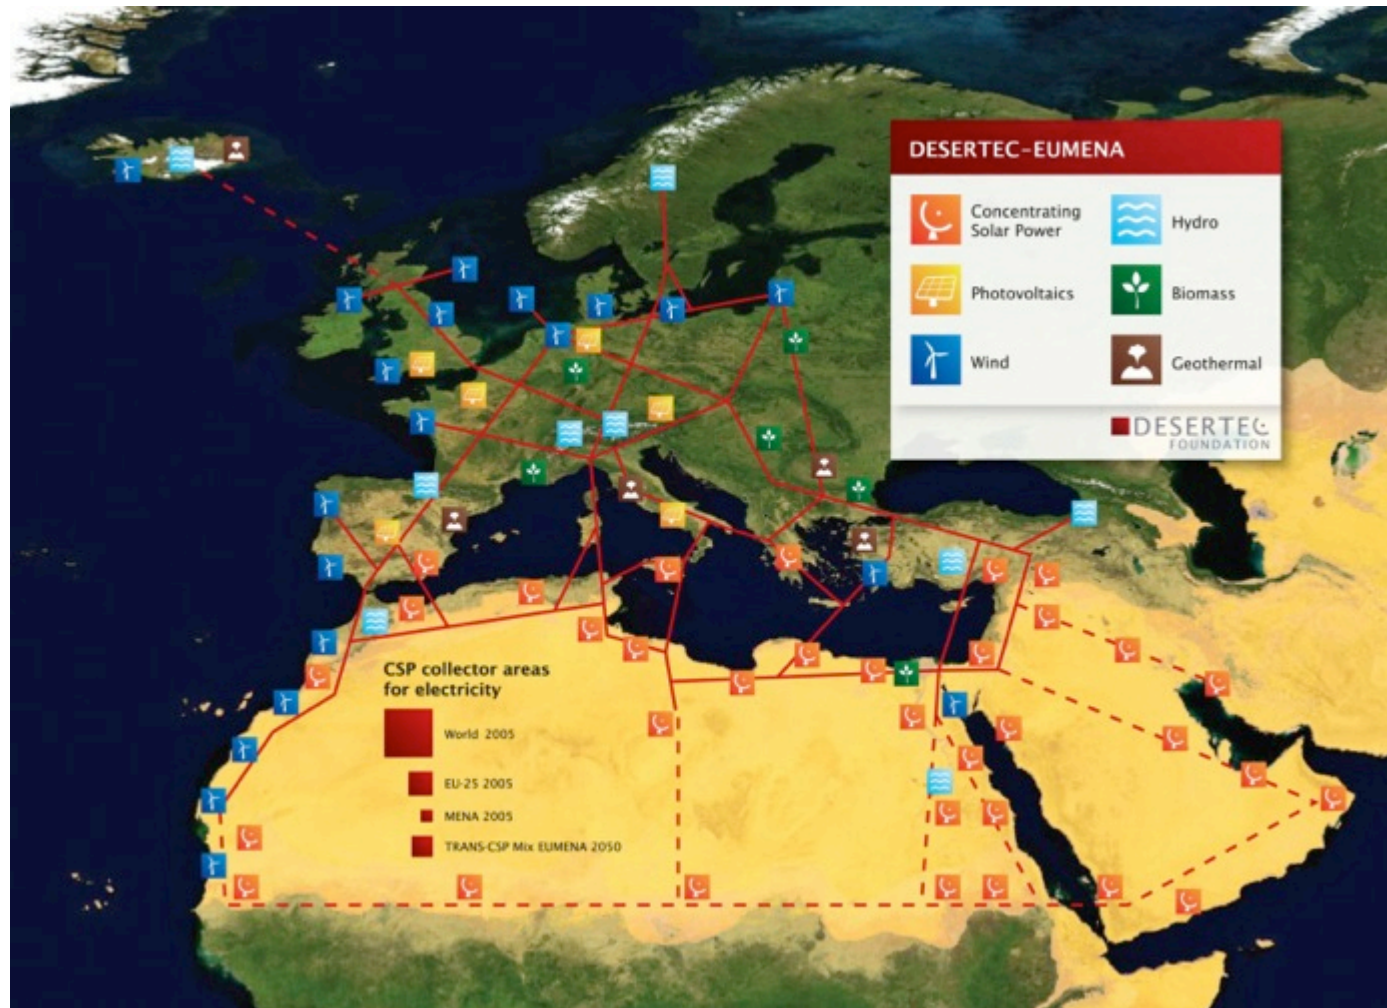 DESERTEC-EUMENA
Concentrating
Solar Power
Hydro
Photovoltaics
Biomass
Wind
Geothermal
DESERTEC
FOUNDATION
CSP collector areas
for electricity
World 2005
EU-25 2005
MENA 2005
TRANS-CSP Mix EUMENA 2050